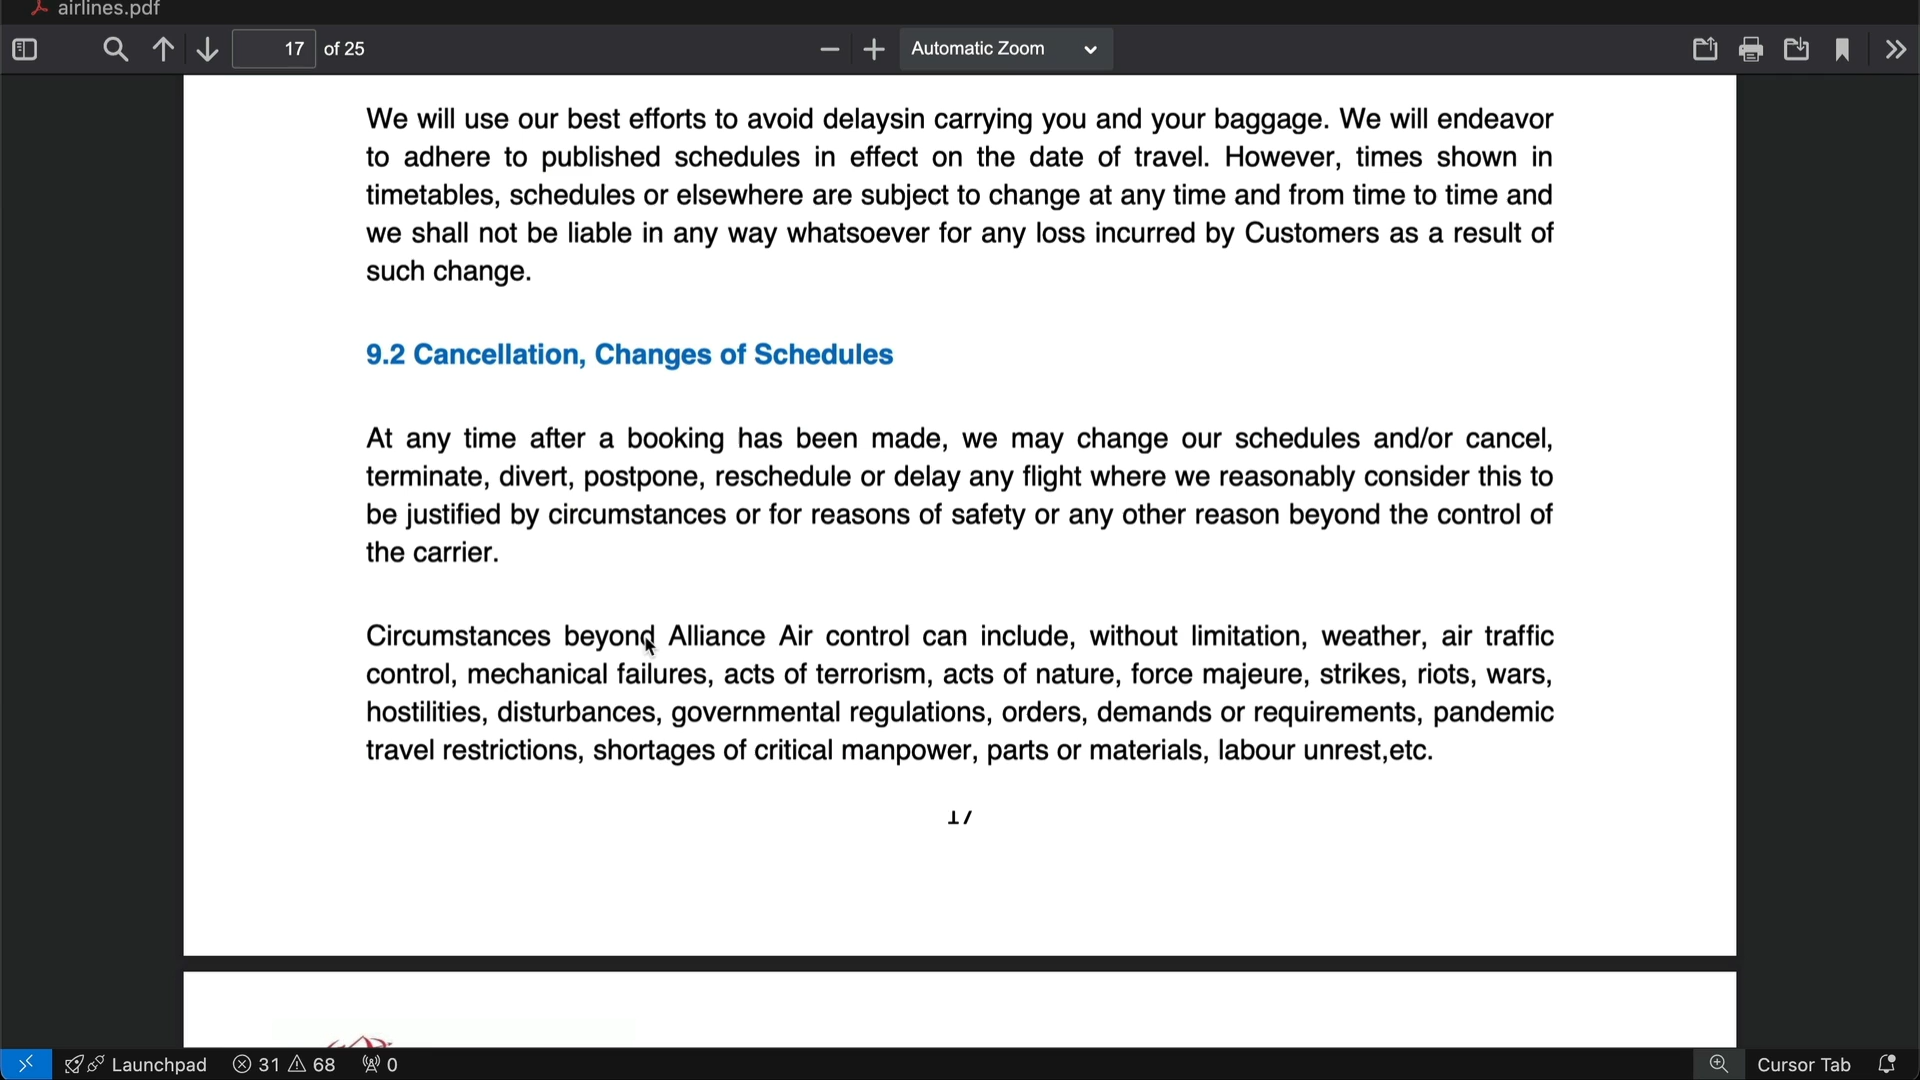 airlines.pdf
17 of 25
Automatic Zoom
We will use our best efforts to avoid delaysin carrying you and your baggage. We will endeavor
to adhere to published schedules in effect on the date of travel. However, times shown in
timetables, schedules or elsewhere are subject to change at any time and from time to time and
we shall not be liable in any way whatsoever for any loss incurred by Customers as a result of
such change.
9.2 Cancellation, Changes of Schedules
At any time after a booking has been made, we may change our schedules and/or cancel,
terminate, divert, postpone, reschedule or delay any flight where we reasonably consider this to
be justified by circumstances or for reasons of safety or any other reason beyond the control of
the carrier.
Circumstances beyond Alliance Air control can include, without limitation, weather, air traffic
control, mechanical failures, acts of terrorism, acts of nature, force majeure, strikes, riots, wars,
hostilities, disturbances, governmental regulations, orders, demands or requirements, pandemic
travel restrictions, shortages of critical manpower, parts or materials, labour unrest,etc.
17
Launchpad 31 68 0 Cursor Tab